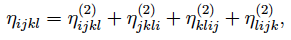 η_{ijkl} = η^{(2)}_{ijkl} + η^{(2)}_{jkli} + η^{(2)}_{klij} + η^{(2)}_{lijk},